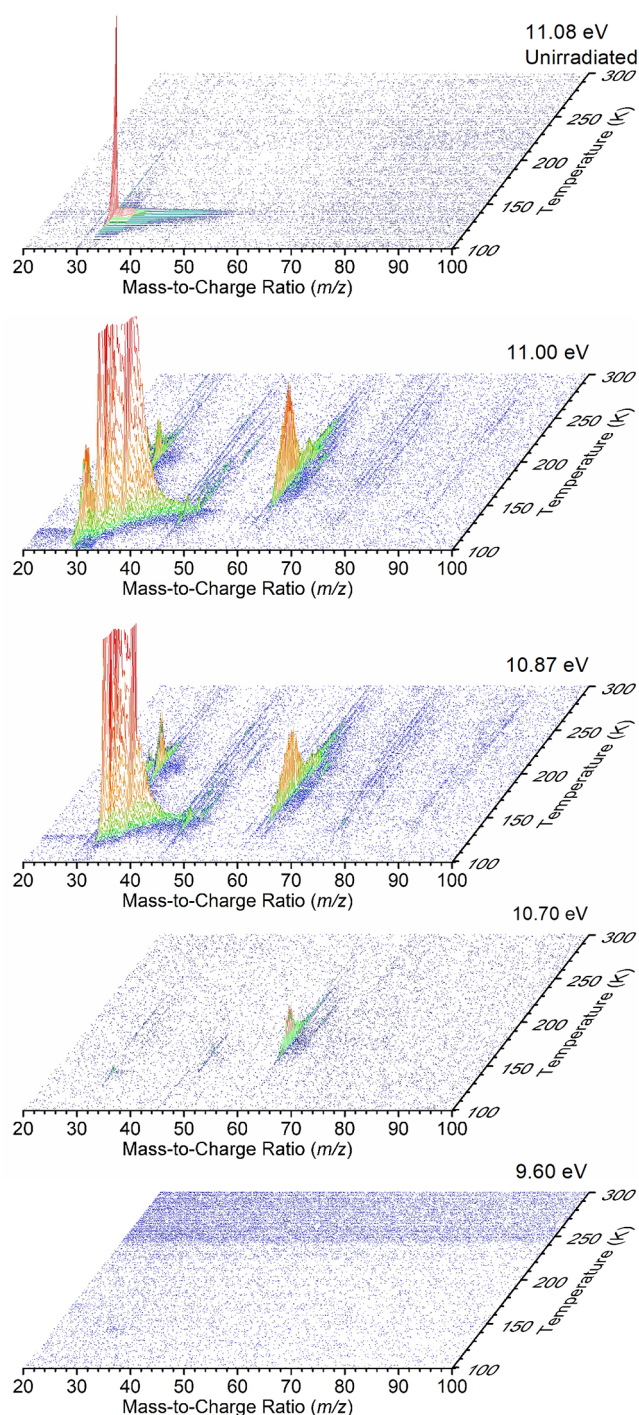 11.08 eV
Unirradiated
300
250
200
150
100
Temperature (K)
20 30 40 50 60 70 80 90 100
Mass-to-Charge Ratio (m/z)
11.00 eV
300
250
200
150
100
Temperature (K)
20 30 40 50 60 70 80 90 100
Mass-to-Charge Ratio (m/z)
10.87 eV
300
250
200
150
100
Temperature (K)
20 30 40 50 60 70 80 90 100
Mass-to-Charge Ratio (m/z)
10.70 eV
300
250
200
150
100
Temperature (K)
20 30 40 50 60 70 80 90 100
Mass-to-Charge Ratio (m/z)
9.60 eV
300
250
200
150
100
Temperature (K)
20 30 40 50 60 70 80 90 100
Mass-to-Charge Ratio (m/z)